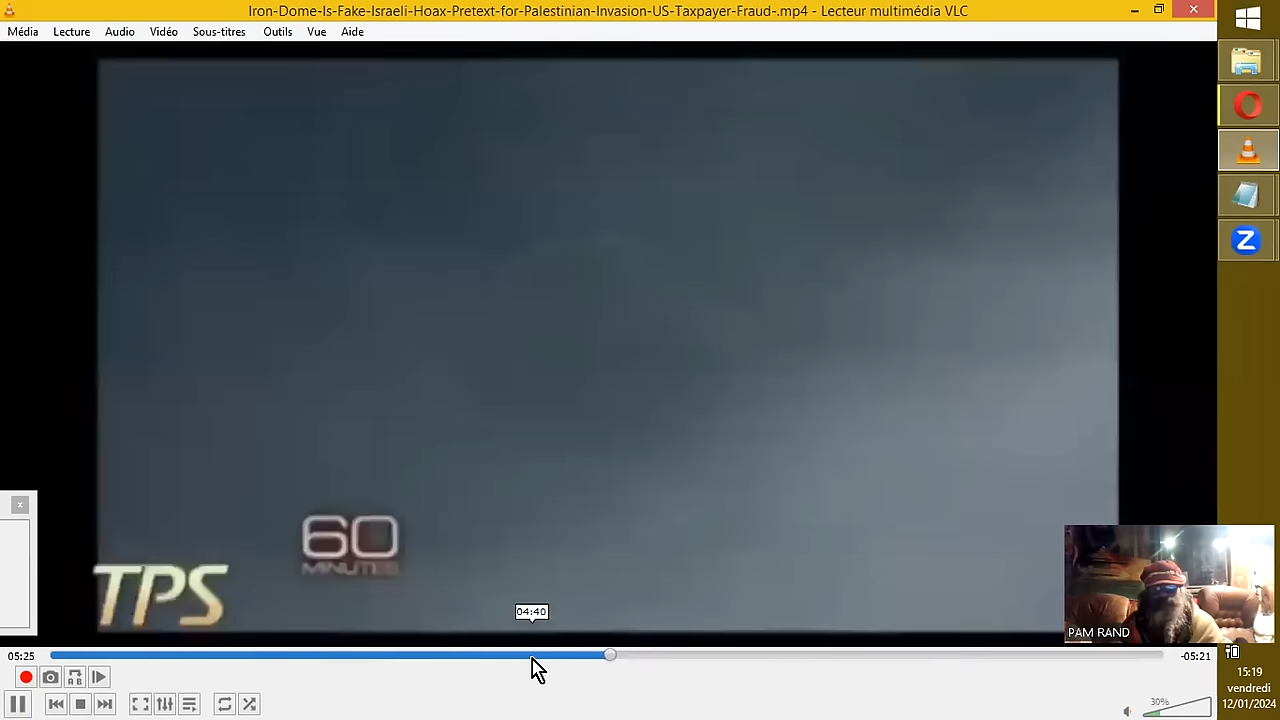 Iron-Dome-Is-Fake-Israeli-Hoax-Pretext-for-Palestinian-Invasion-US-Taxpayer-Fraud-.mp4 - Lecteur multimédia VLC
Média Lecture Audio Vidéo Sous-titres Outils Vue Aide
60
MINUTES
TPS
04:40
PAM RAND
05:25
-05:21
A B
30%
15:19
vendredi
12/01/2024